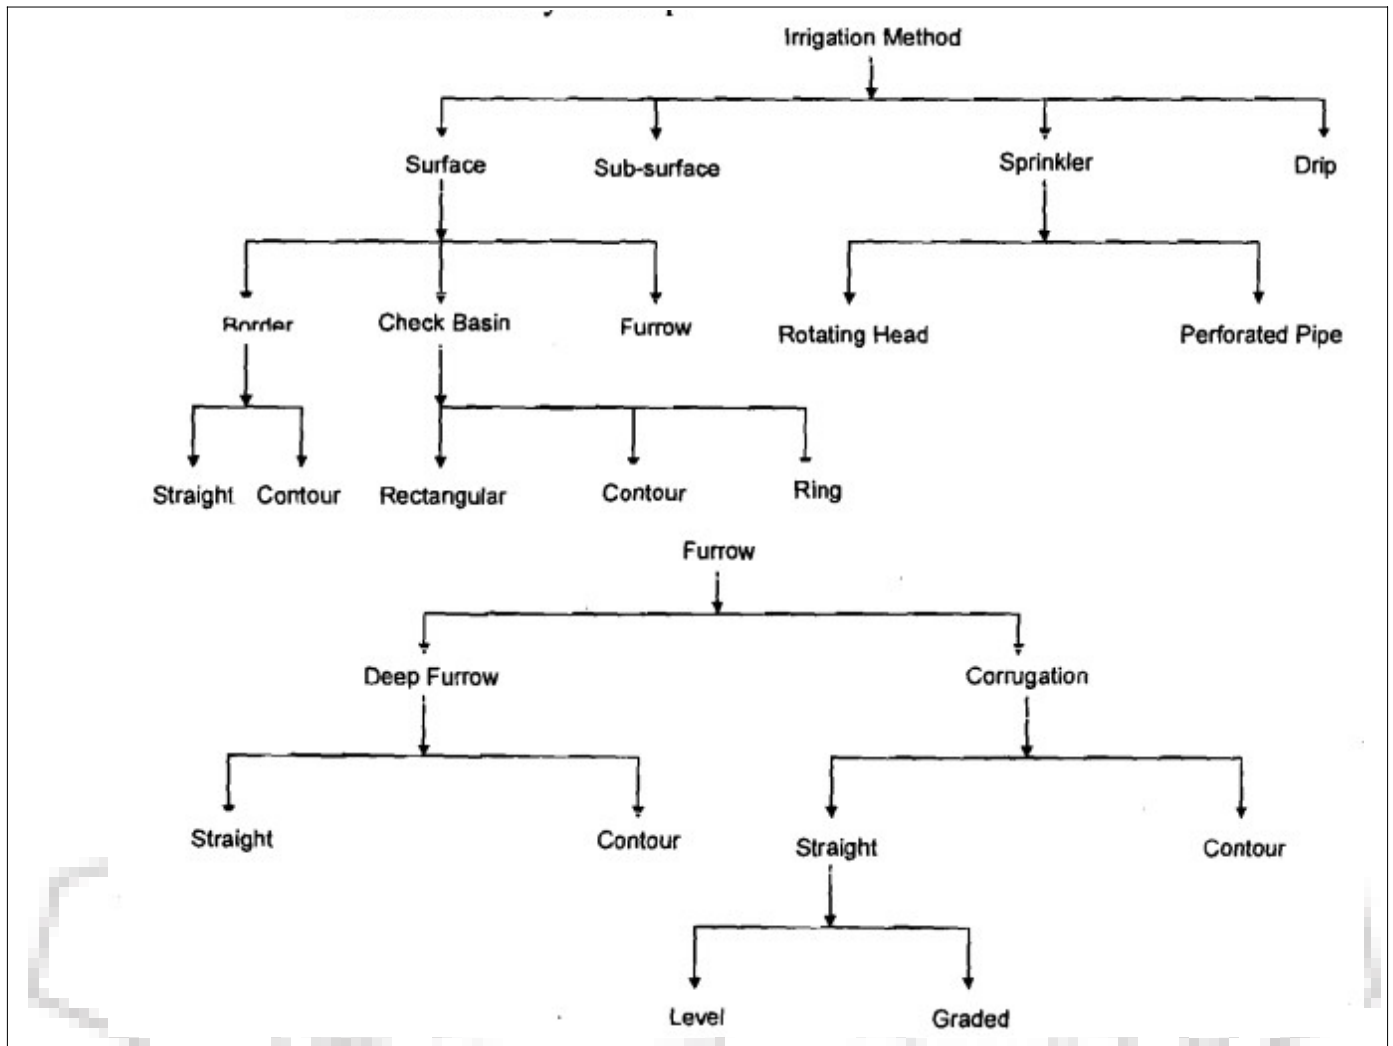 Irrigation Method
Surface Sub-surface Sprinkler Drip
Border Check Basin Furrow Rotating Head Perforated Pipe
Straight Contour Rectangular Contour Ring
Furrow
Deep Furrow Corrugation
Straight Contour Straight Contour
Level Graded